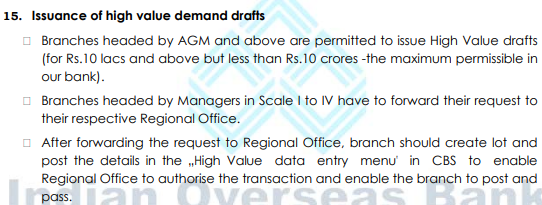 15. Issuance of high value demand drafts
Branches headed by AGM and above are permitted to issue High Value drafts
(for Rs.10 lacs and above but less than Rs.10 crores -the maximum permissible in
our bank).
Branches headed by Managers in Scale I to IV have to forward their request to
their respective Regional Office.
After forwarding the request to Regional Office, branch should create lot and
post the details in the „High Value data entry menu‟ in CBS to enable
Regional Office to authorise the transaction and enable the branch to post and
pass.
Indian Overseas Bank